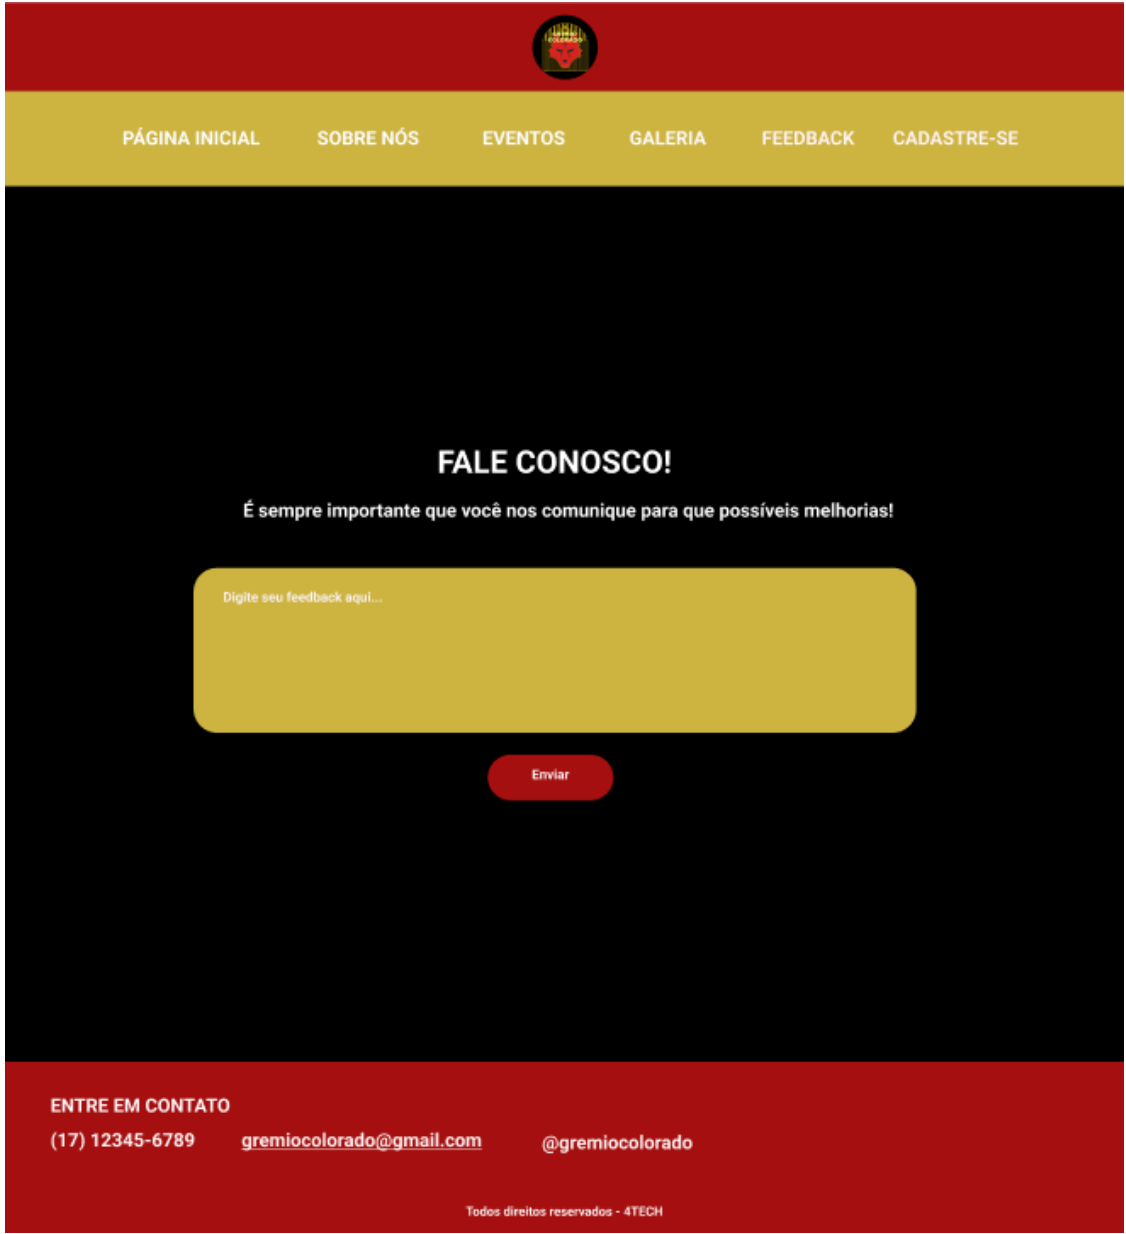 COLORADO
PÁGINA INICIAL SOBRE NÓS EVENTOS GALERIA FEEDBACK CADASTRE-SE
FALE CONOSCO!
É sempre importante que você nos comunique para que possíveis melhorias!
Digite seu feedback aqui...
Enviar
ENTRE EM CONTATO
(17) 12345-6789 gremiocolorado@gmail.com @gremiocolorado
Todos direitos reservados - 4TECH